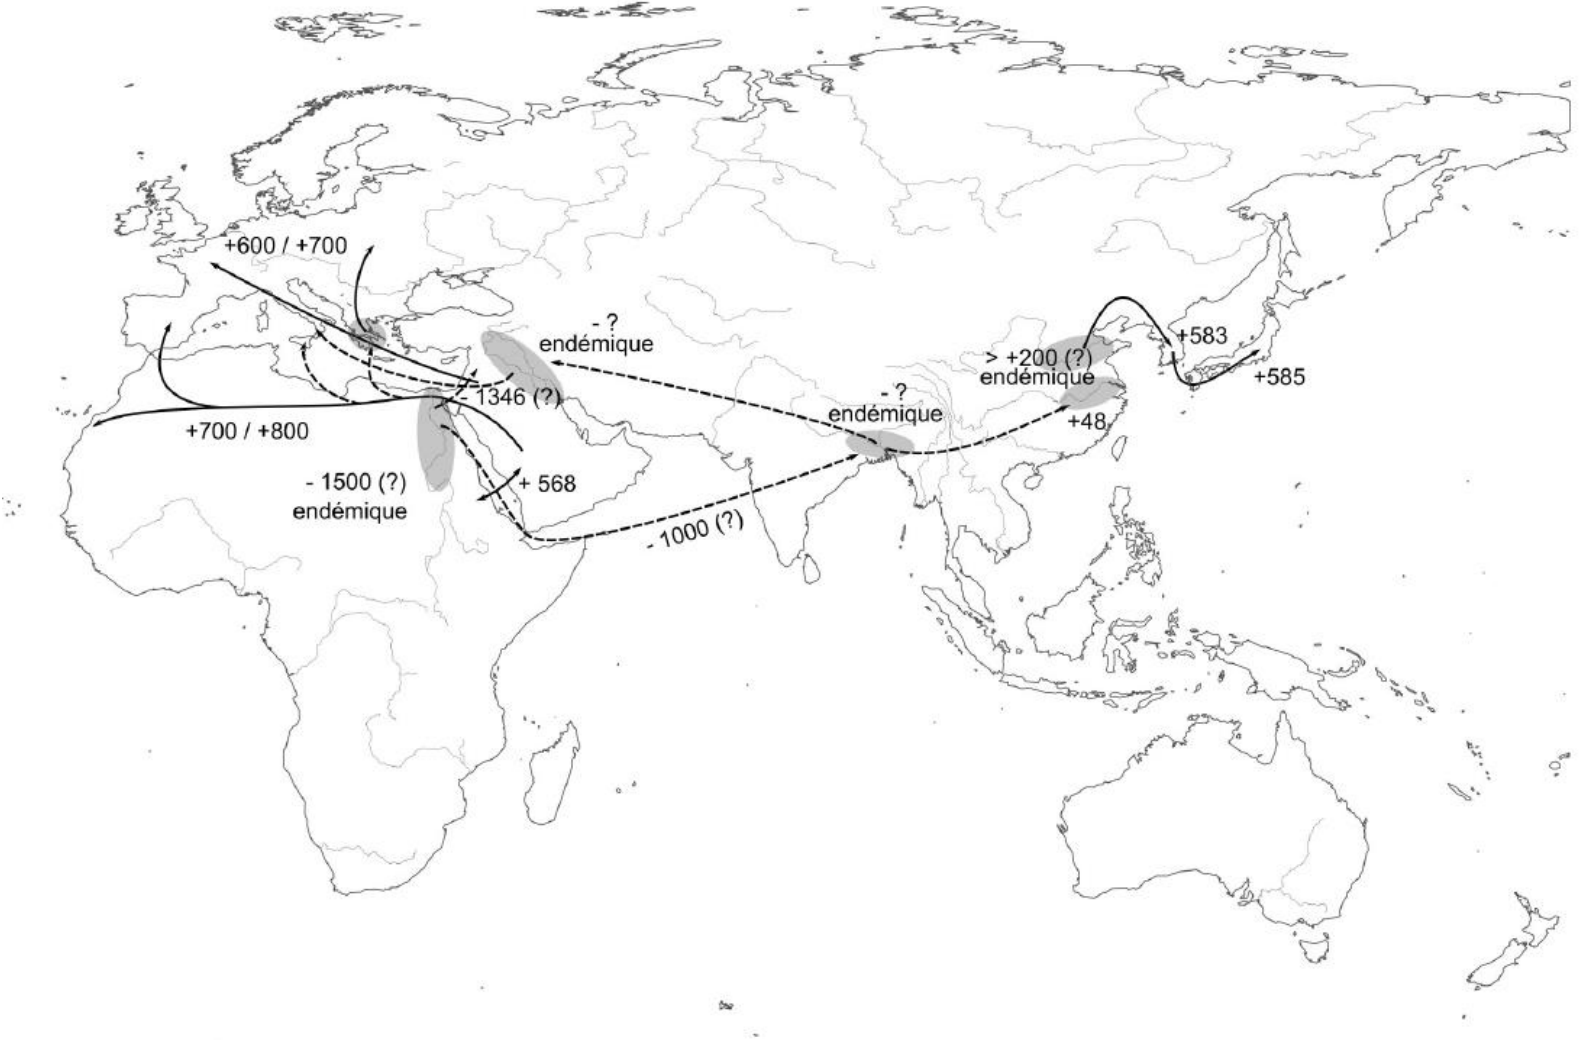 +600 / +700
- ?
endémique
+583
> +200 (?)
endémique
+585
- 1346 (?)
-?
endémique
+48
+700 / +800
- 1500 (?)
endémique
+ 568
- 1000 (?)